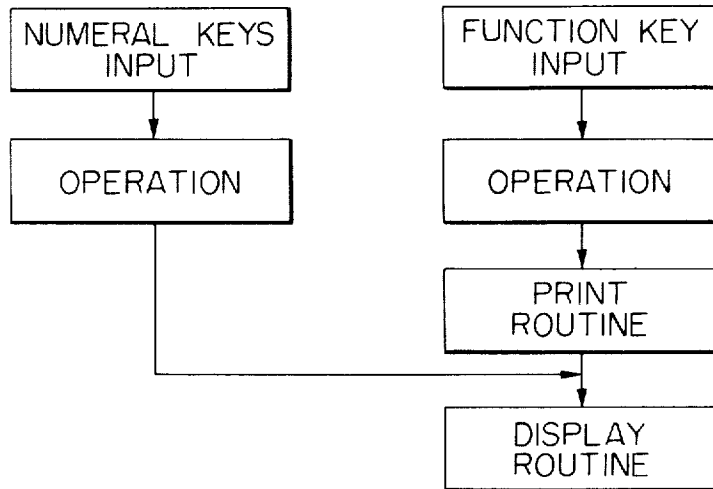 NUMERAL KEYS
INPUT
OPERATION
FUNCTION KEY
INPUT
OPERATION
PRINT
ROUTINE
DISPLAY
ROUTINE